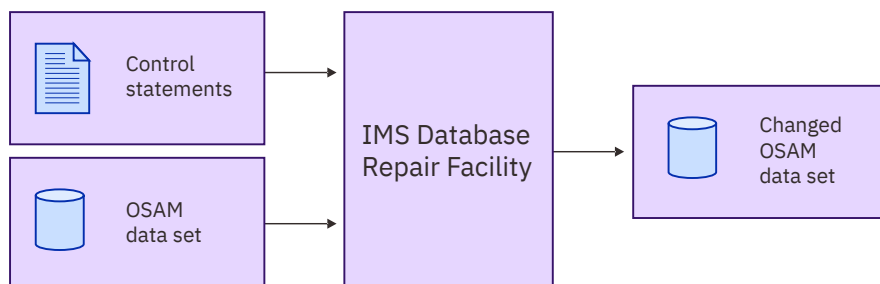 Control
statements
OSAM
data set
IMS Database
Repair Facility
Changed
OSAM
data set